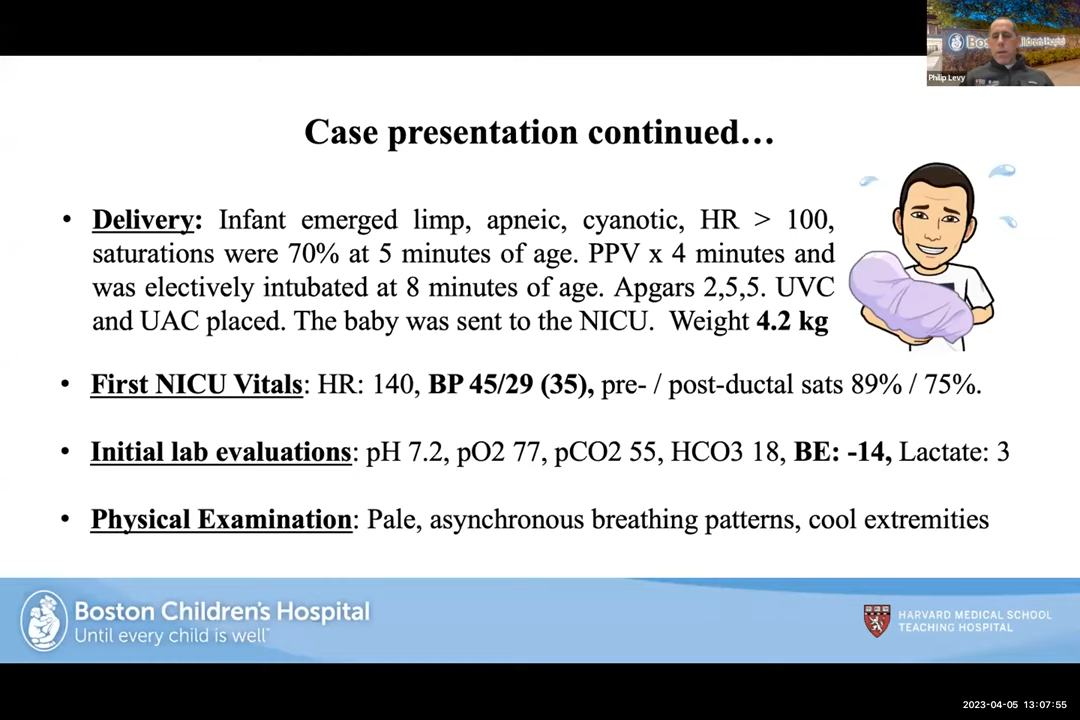 Boston Children's Hospital
Philip Levy
Case presentation continued…
• Delivery: Infant emerged limp, apneic, cyanotic, HR > 100,
saturations were 70% at 5 minutes of age. PPV x 4 minutes and
was electively intubated at 8 minutes of age. Apgars 2,5,5. UVC
and UAC placed. The baby was sent to the NICU. Weight 4.2 kg
• First NICU Vitals: HR: 140, BP 45/29 (35), pre- / post-ductal sats 89% / 75%.
• Initial lab evaluations: pH 7.2, pO2 77, pCO2 55, HCO3 18, BE: -14, Lactate: 3
• Physical Examination: Pale, asynchronous breathing patterns, cool extremities
Boston Children's Hospital
Until every child is well™
HARVARD MEDICAL SCHOOL
TEACHING HOSPITAL
2023-04-05 13:07:55